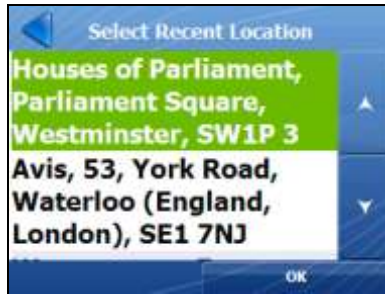 Select Recent Location
Houses of Parliament,
Parliament Square,
Westminster, SW1P 3
Avis, 53, York Road,
Waterloo (England,
London), SE1 7NJ
OK